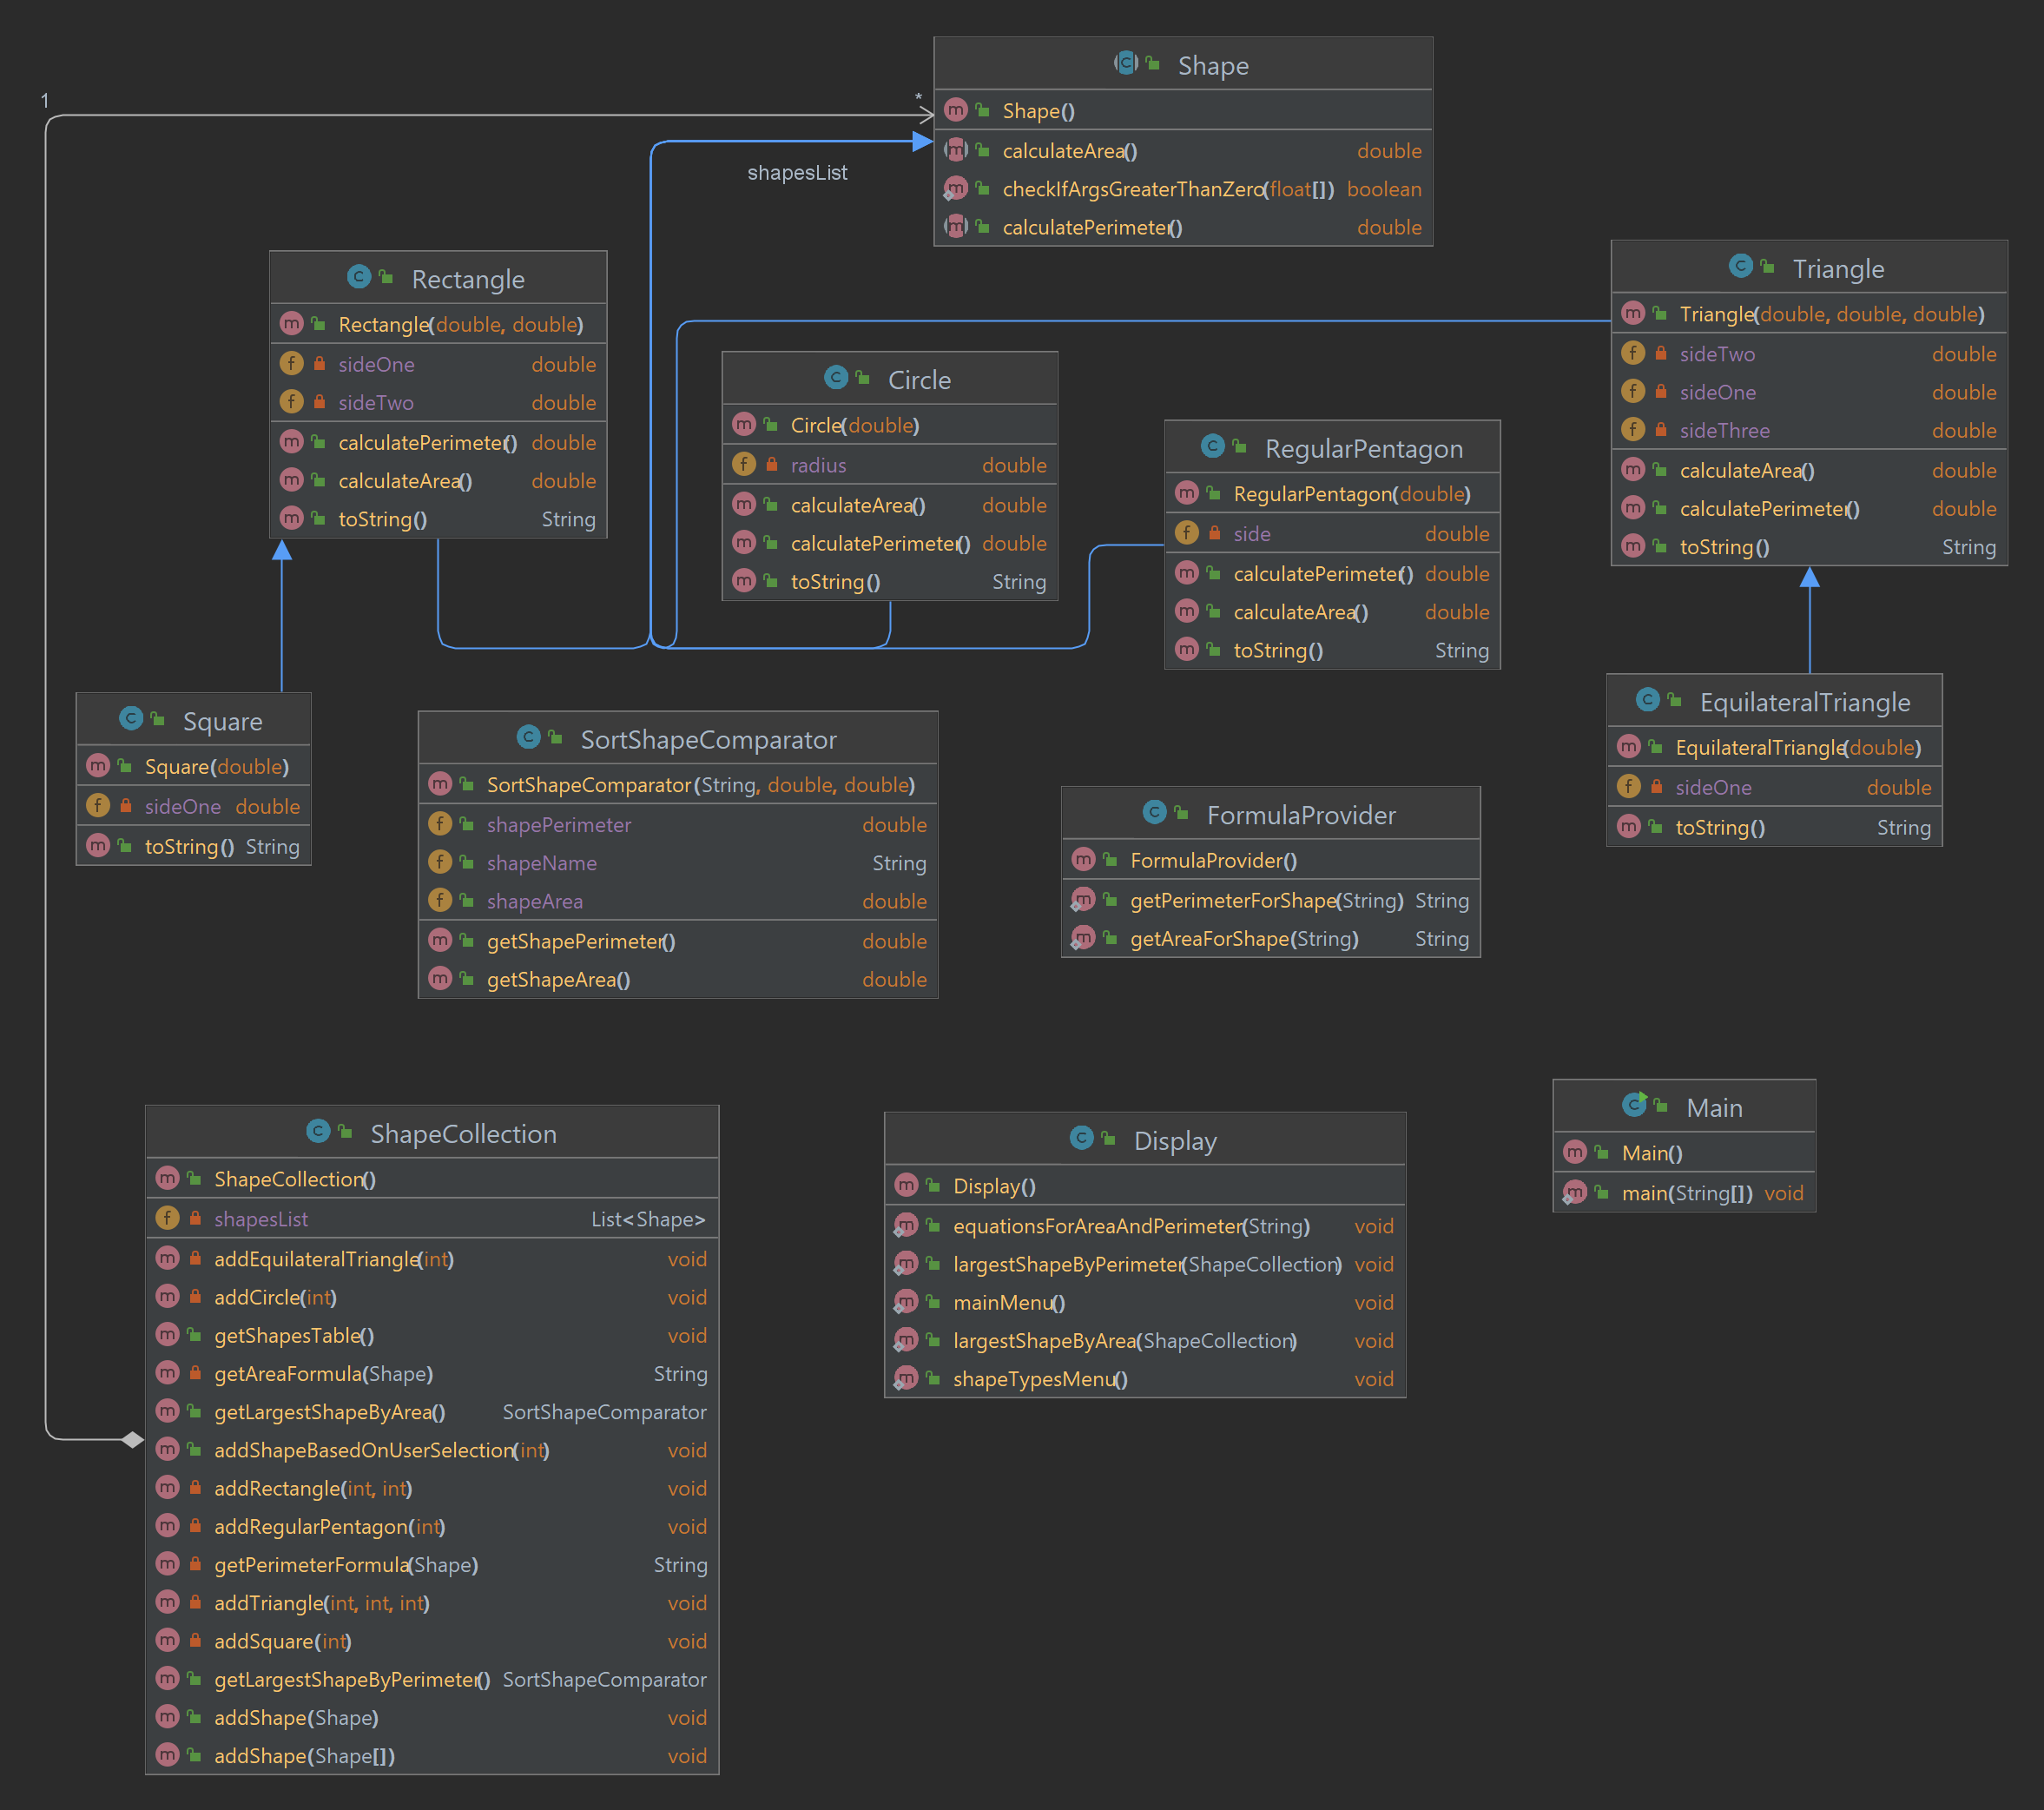 Shape
Shape()
calculateArea() double
checkIfArgsGreaterThanZero(float[]) boolean
calculatePerimeter() double
1
*
shapesList
Rectangle
Rectangle(double, double)
sideOne double
sideTwo double
calculatePerimeter() double
calculateArea() double
toString() String
Circle
Circle(double)
radius double
calculateArea() double
calculatePerimeter() double
toString() String
RegularPentagon
RegularPentagon(double)
side double
calculatePerimeter() double
calculateArea() double
toString() String
Triangle
Triangle(double, double, double)
sideTwo double
sideOne double
sideThree double
calculateArea() double
calculatePerimeter() double
toString() String
Square
Square(double)
sideOne double
toString() String
SortShapeComparator
SortShapeComparator(String, double, double)
shapePerimeter double
shapeName String
shapeArea double
getShapePerimeter() double
getShapeArea() double
FormulaProvider
FormulaProvider()
getPerimeterForShape(String) String
getAreaForShape(String) String
EquilateralTriangle
EquilateralTriangle(double)
sideOne double
toString() String
ShapeCollection
ShapeCollection()
shapesList List<Shape>
addEquilateralTriangle(int) void
addCircle(int) void
getShapesTable() void
getAreaFormula(Shape) String
getLargestShapeByArea() SortShapeComparator
addShapeBasedOnUserSelection(int) void
addRectangle(int, int) void
addRegularPentagon(int) void
getPerimeterFormula(Shape) String
addTriangle(int, int, int) void
addSquare(int) void
getLargestShapeByPerimeter() SortShapeComparator
addShape(Shape) void
addShape(Shape[]) void
Display
Display()
equationsForAreaAndPerimeter(String) void
largestShapeByPerimeter(ShapeCollection) void
mainMenu() void
largestShapeByArea(ShapeCollection) void
shapeTypesMenu() void
Main
Main()
main(String[]) void